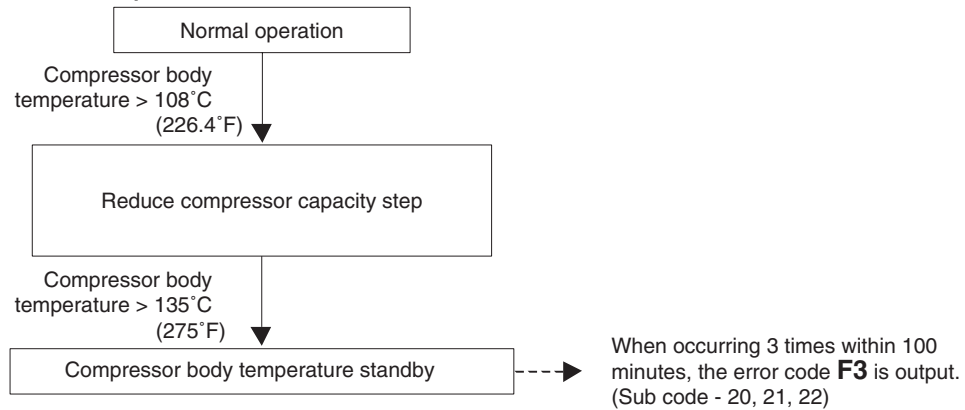 Normal operation
Compressor body
temperature > 108˚C
(226.4˚F)
Reduce compressor capacity step
Compressor body
temperature > 135˚C
(275˚F)
Compressor body temperature standby
When occurring 3 times within 100
minutes, the error code F3 is output.
(Sub code - 20, 21, 22)